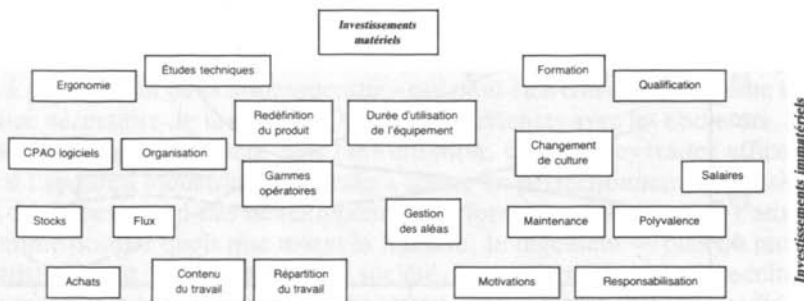 Investissements
matériels
Études techniques
Formation
Ergonomie
Qualification
Redéfinition
du produit
Durée d'utilisation
de l'équipement
CPAO logiciels
Organisation
Changement
de culture
Gammes
opératoires
Salaires
Stocks
Flux
Gestion
des aléas
Maintenance
Polyvalence
Achats
Contenu
du travail
Répartition
du travail
Motivations
Responsabilisation
Investissements immatériels